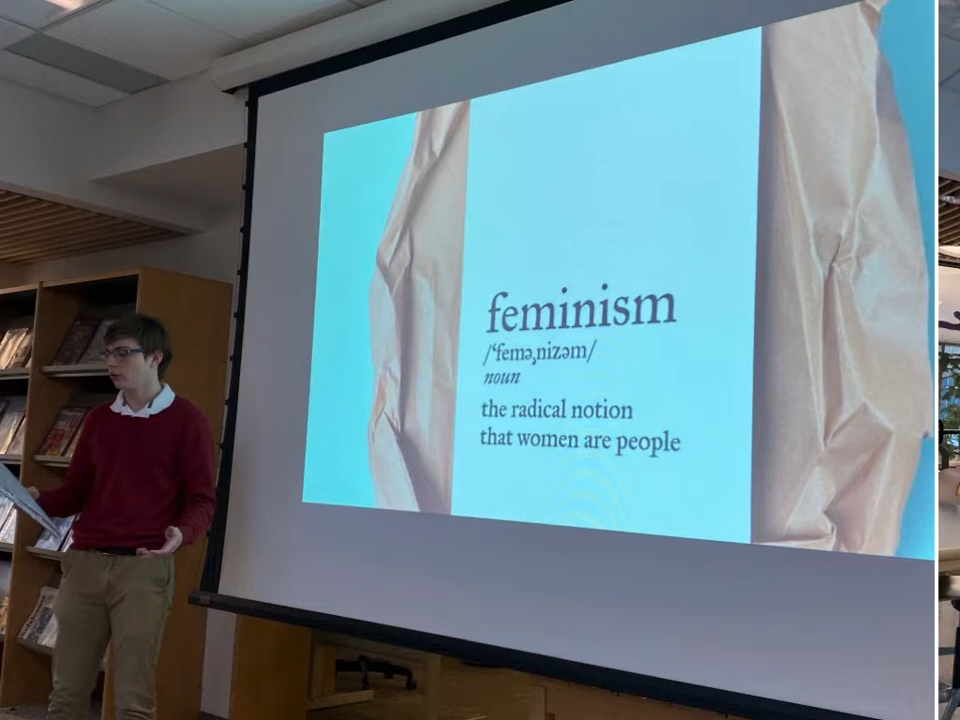 feminism
/ˈfeməˌnizəm/
noun
the radical notion
that women are people